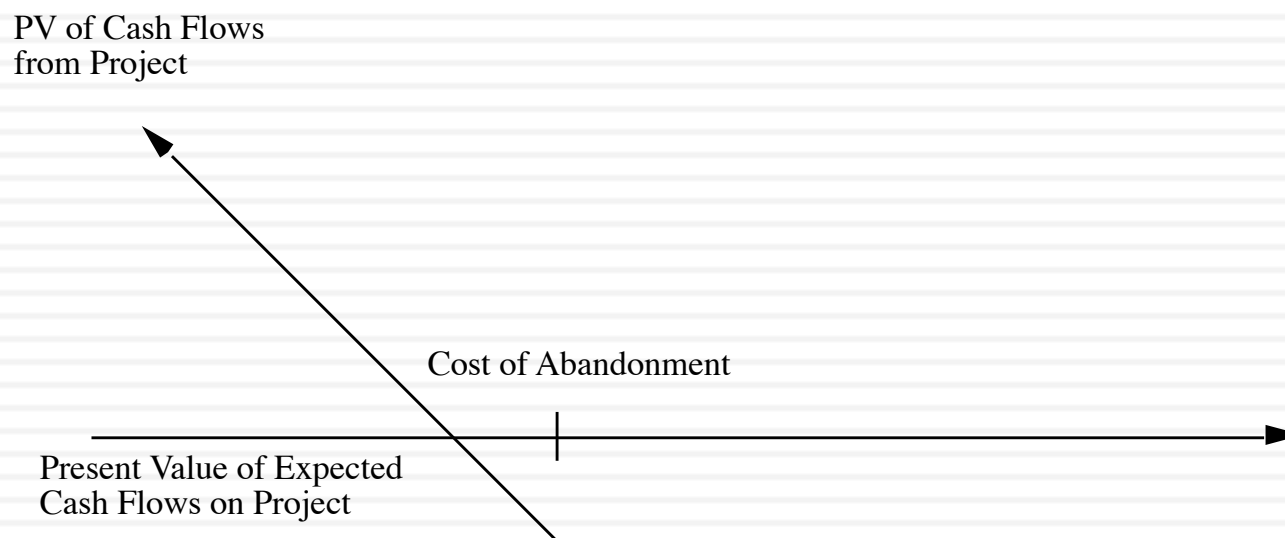 PV of Cash Flows
from Project
Cost of Abandonment
Present Value of Expected
Cash Flows on Project